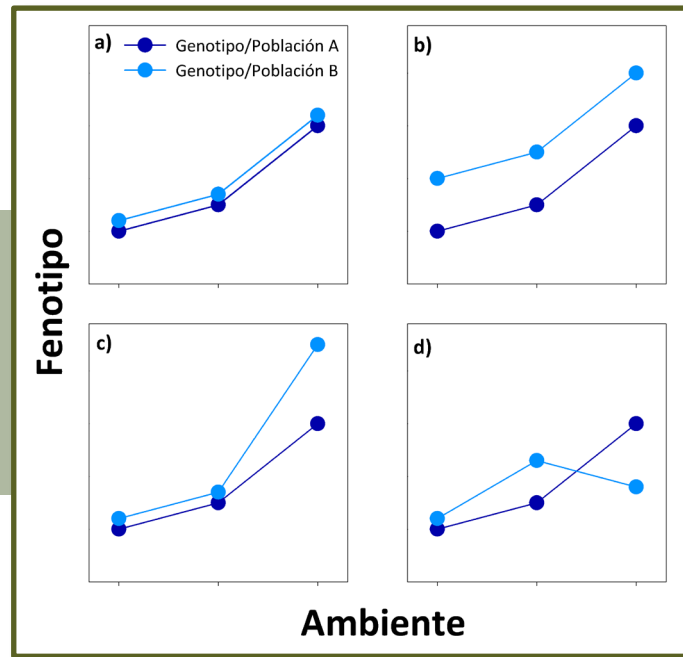 a)
Genotipo/Población A
Genotipo/Población B
b)
c)
d)
Fenotipo
Ambiente